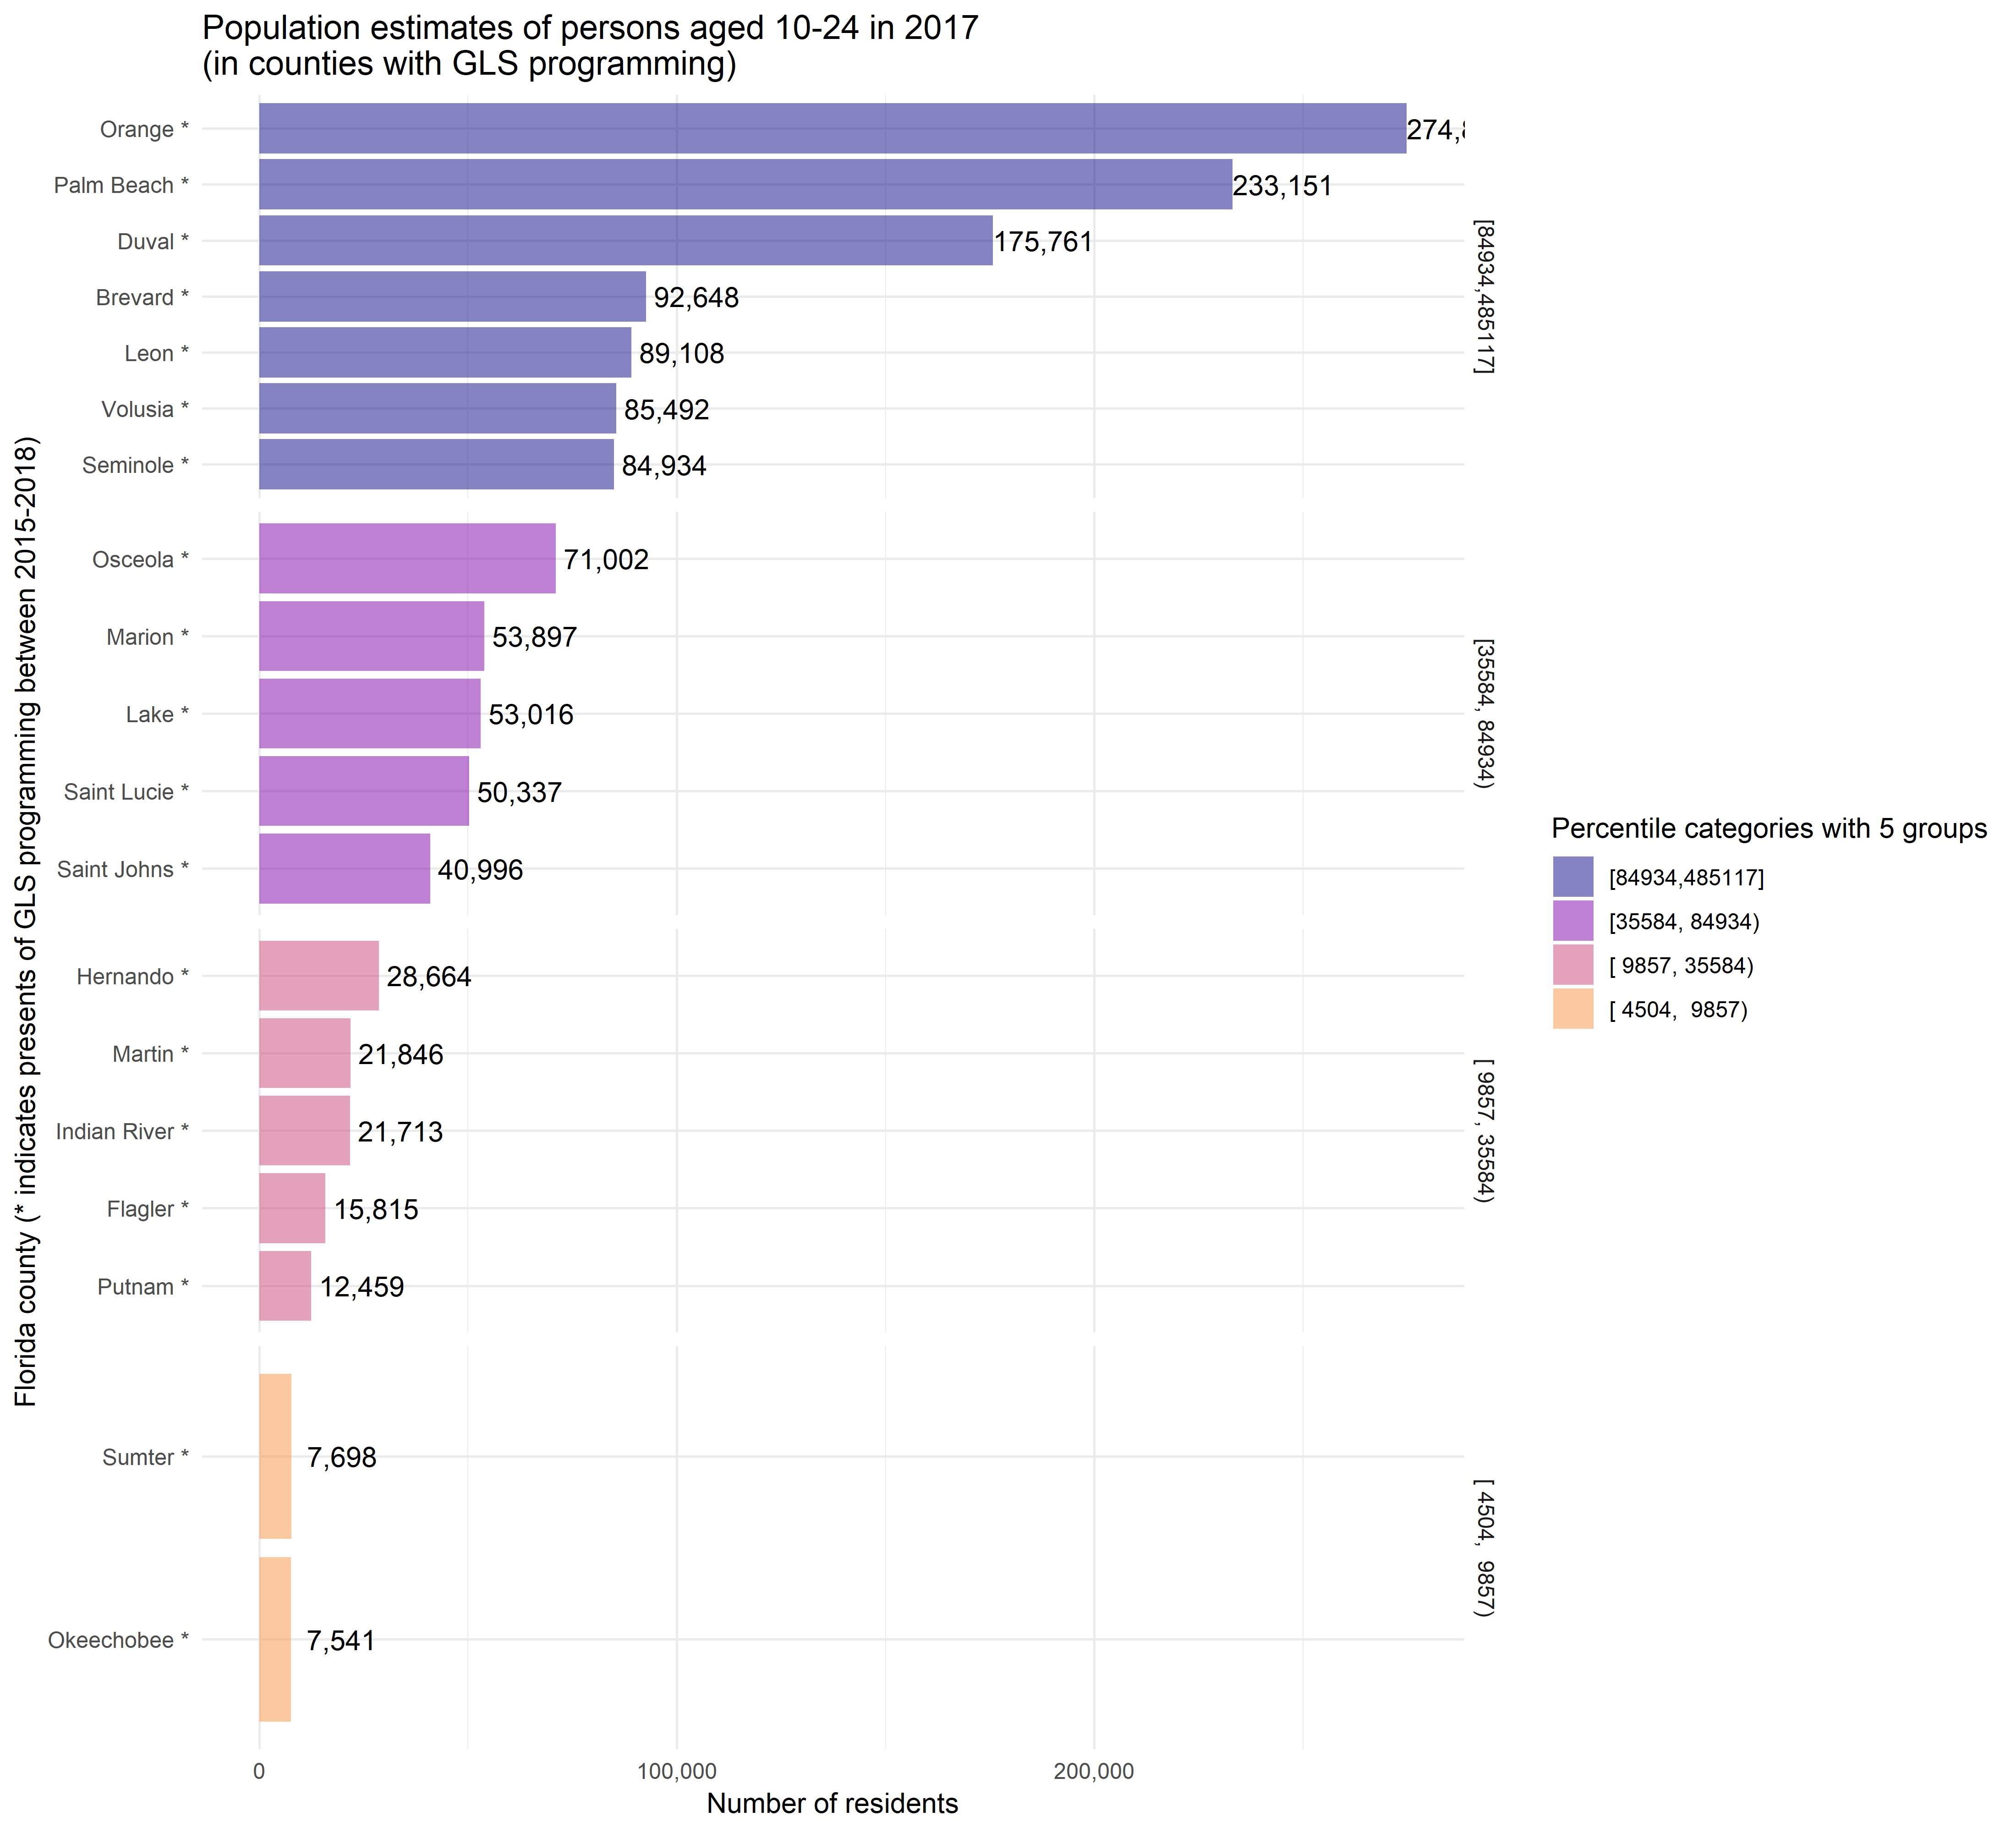 Population estimates of persons aged 10-24 in 2017
(in counties with GLS programming)
Florida county (* indicates presents of GLS programming between 2015-2018)
Orange *
Palm Beach * 233,151
Duval * 175,761
Brevard * 92,648
Leon * 89,108
Volusia * 85,492
Seminole * 84,934
[84934,485117]
Osceola * 71,002
Marion * 53,897
Lake * 53,016
Saint Lucie * 50,337
Saint Johns * 40,996
[35584, 84934)
Hernando * 28,664
Martin * 21,846
Indian River * 21,713
Flagler * 15,815
Putnam * 12,459
[ 9857, 35584)
Sumter * 7,698
Okeechobee * 7,541
[ 4504,  9857)
0 100,000 200,000
Number of residents
Percentile categories with 5 groups
[84934,485117]
[35584, 84934)
[ 9857, 35584)
[ 4504,  9857)